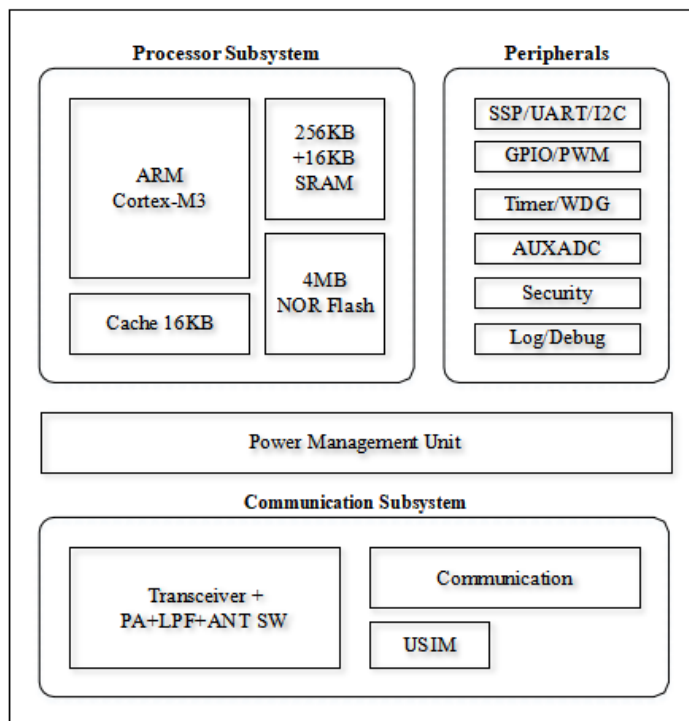 Processor Subsystem
Peripherals
ARM
Cortex-M3
256KB
+16KB
SRAM
Cache 16KB
4MB
NOR Flash
SSP/UART/I2C
GPIO/PWM
Timer/WDG
AUXADC
Security
Log/Debug
Power Management Unit
Communication Subsystem
Transceiver +
PA+LPF+ANT SW
Communication
USIM